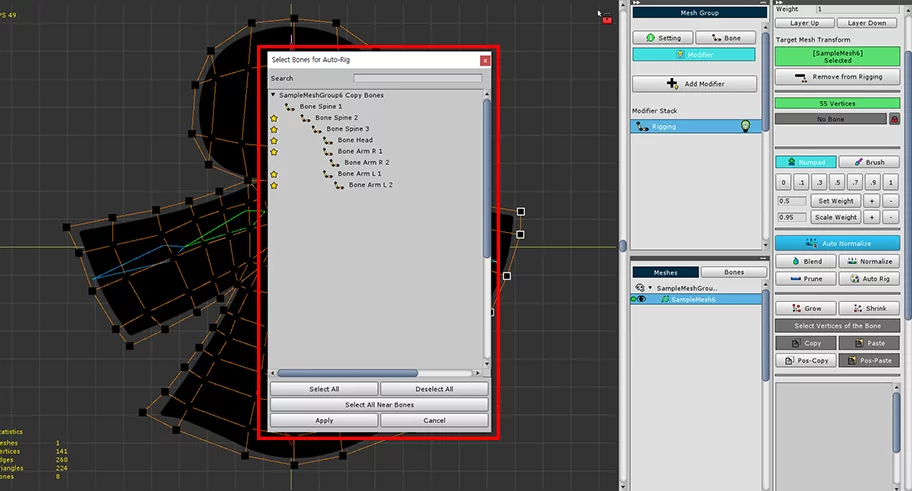 PS 49
Select Bones for Auto-Rig
Search
SampleMeshGroup6 Copy Bones
Bone Spine 1
Bone Spine 2
Bone Spine 3
Bone Head
Bone Arm R 1
Bone Arm R 2
Bone Arm L 1
Bone Arm L 2
Select All
Deselect All
Select All Near Bones
Apply
Cancel
tatistics
eshes 1
ertices 141
dges 260
riangles 224
ones 8
Mesh Group
Setting
Bone
Modifier
Add Modifier
Modifier Stack
Rigging
Meshes
Bones
SampleMeshGrou..
SampleMesh6
Weight 1
Layer Up
Layer Down
Target Mesh Transform
[SampleMesh6]
Selected
Remove from Rigging
55 Vertices
No Bone
Numpad
Brush
0 .1 .3 .5 .7 .9 1
0.5 Set Weight + -
0.95 Scale Weight + -
Auto Normalize
Blend
Normalize
Prune
Auto Rig
Grow
Shrink
Select Vertices of the Bone
Copy
Paste
Pos-Copy
Pos-Paste